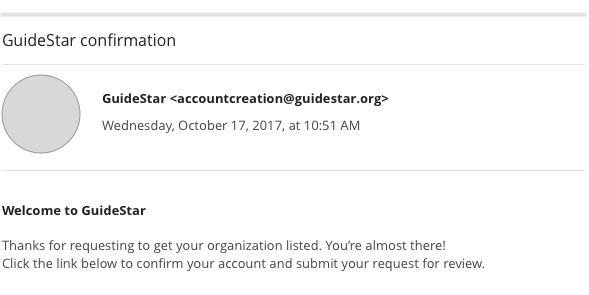 GuideStar confirmation
GuideStar <accountcreation@guidestar.org>
Wednesday, October 17, 2017, at 10:51 AM
Welcome to GuideStar
Thanks for requesting to get your organization listed. You’re almost there!
Click the link below to confirm your account and submit your request for review.